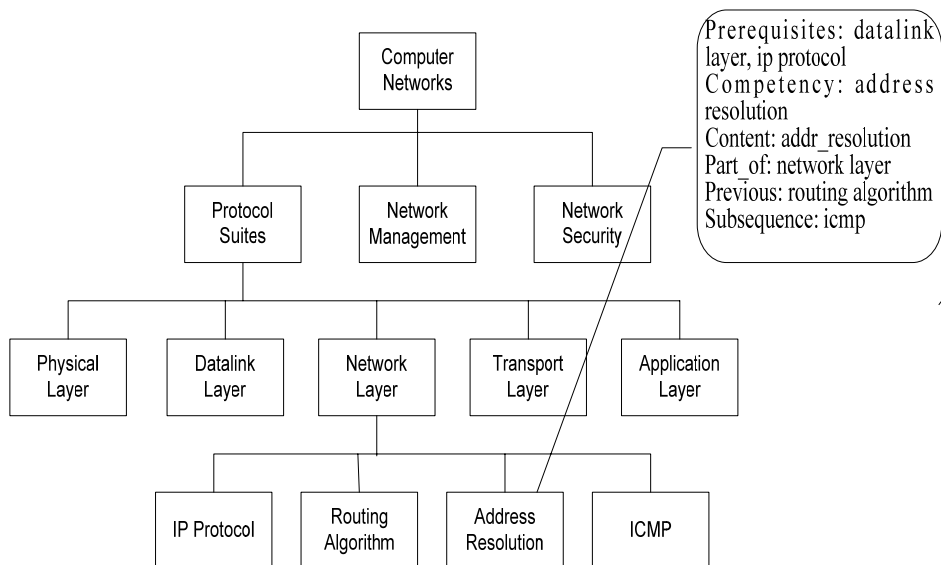 Computer
Networks
Prerequisites: datalink
layer, ip protocol
Competency: address
resolution
Content: addr_resolution
Part_of: network layer
Previous: routing algorithm
Subsequence: icmp
Protocol
Suites
Network
Management
Network
Security
Physical
Layer
Datalink
Layer
Network
Layer
Transport
Layer
Application
Layer
IP Protocol
Routing
Algorithm
Address
Resolution
ICMP